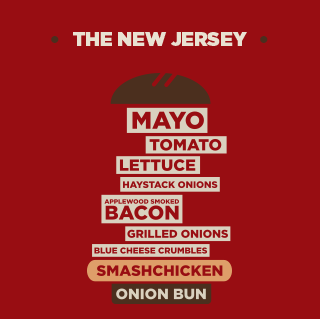 THE NEW JERSEY
MAYO
TOMATO
LETTUCE
HAYSTACK ONIONS
APPLEWOOD SMOKED
BACON
GRILLED ONIONS
BLUE CHEESE CRUMBLES
SMASHCHICKEN
ONION BUN